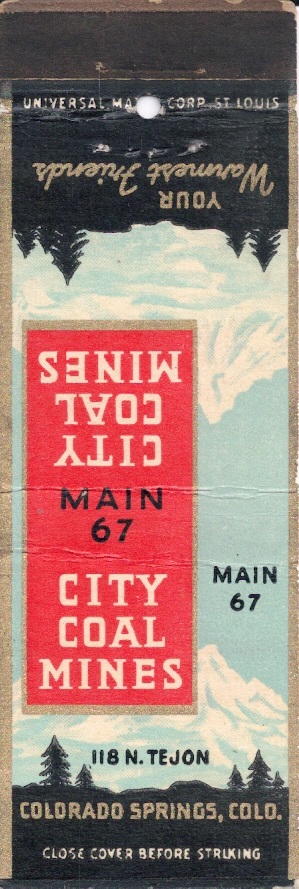 UNIVERSAL MATCH CORP. ST LOUIS
YOUR
Warmest Friends
CITY
COAL
MINES
MAIN
67
CITY
COAL
MINES
MAIN
67
118 N. TEJON
COLORADO SPRINGS, COLO.
CLOSE COVER BEFORE STRIKING